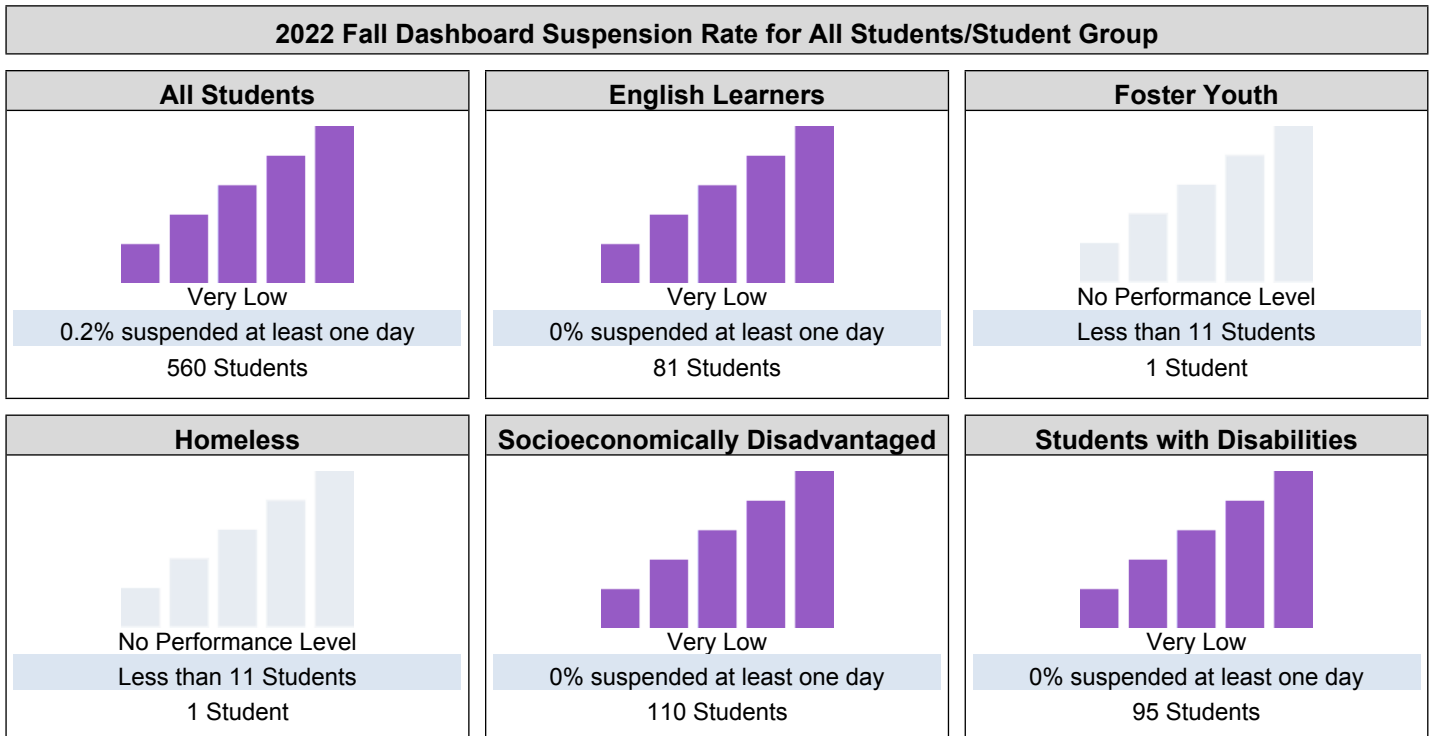 2022 Fall Dashboard Suspension Rate for All Students/Student Group
All Students
Very Low
0.2% suspended at least one day
560 Students
English Learners
Very Low
0% suspended at least one day
81 Students
Foster Youth
No Performance Level
Less than 11 Students
1 Student
Homeless
No Performance Level
Less than 11 Students
1 Student
Socioeconomically Disadvantaged
Very Low
0% suspended at least one day
110 Students
Students with Disabilities
Very Low
0% suspended at least one day
95 Students